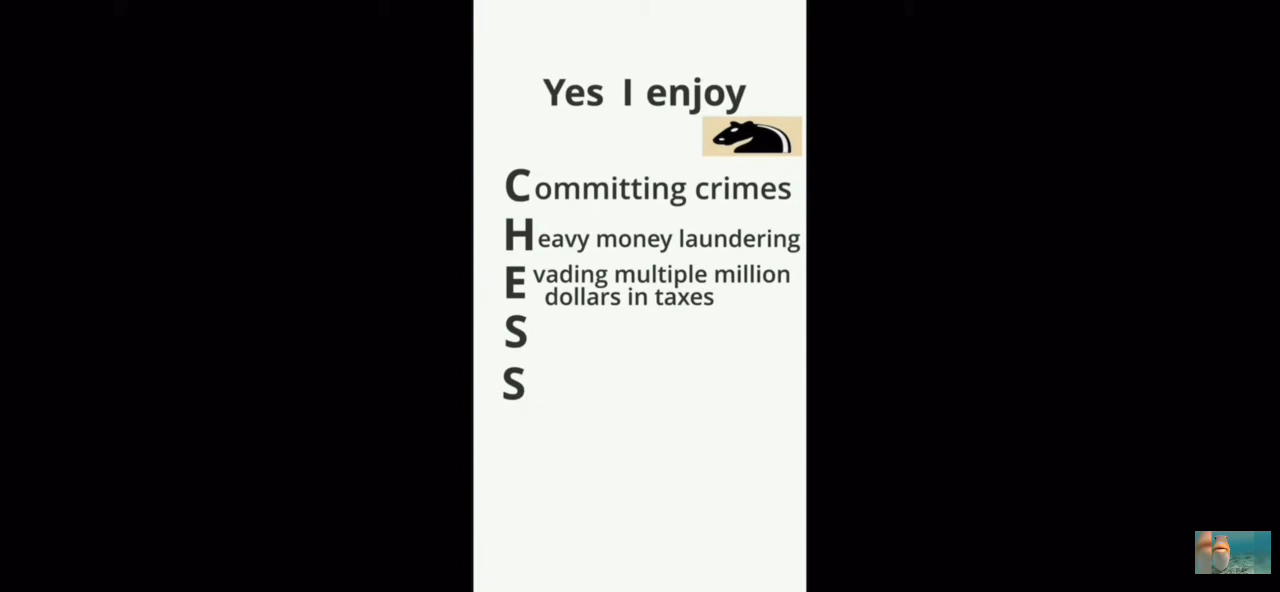 Yes I enjoy
Committing crimes
Heavy money laundering
Evading multiple million
dollars in taxes
S
S